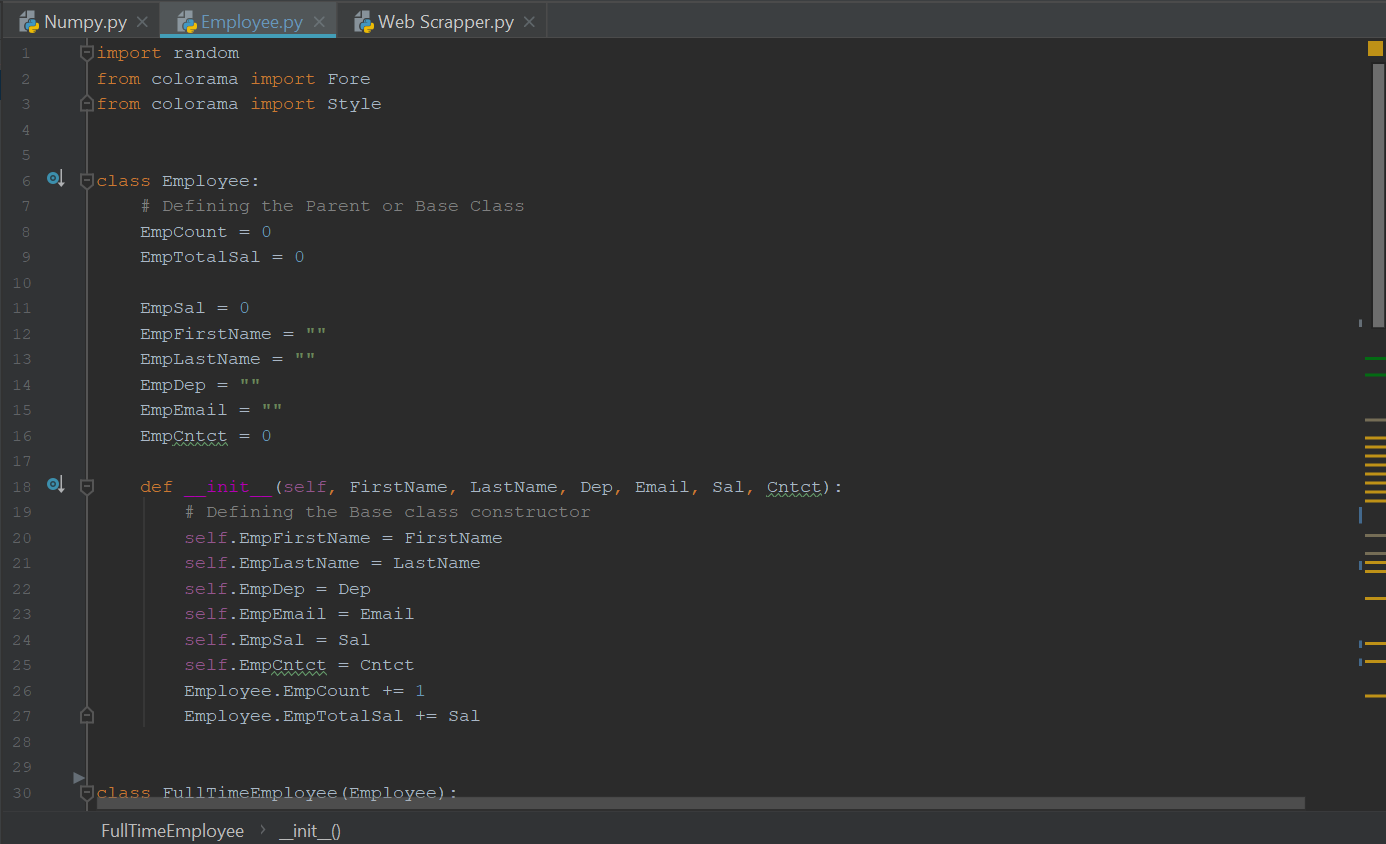 Numpy.py Employee.py Web Scrapper.py
1 import random
2 from colorama import Fore
3 from colorama import Style
4
5
6 class Employee:
7     # Defining the Parent or Base Class
8     EmpCount = 0
9     EmpTotalSal = 0
10
11     EmpSal = 0
12     EmpFirstName = ""
13     EmpLastName = ""
14     EmpDep = ""
15     EmpEmail = ""
16     EmpCntct = 0
17
18     def __init__(self, FirstName, LastName, Dep, Email, Sal, Cntct):
19         # Defining the Base class constructor
20         self.EmpFirstName = FirstName
21         self.EmpLastName = LastName
22         self.EmpDep = Dep
23         self.EmpEmail = Email
24         self.EmpSal = Sal
25         self.EmpCntct = Cntct
26         Employee.EmpCount += 1
27         Employee.EmpTotalSal += Sal
28
29
30 class FullTimeEmployee(Employee):
FullTimeEmployee › __init__()